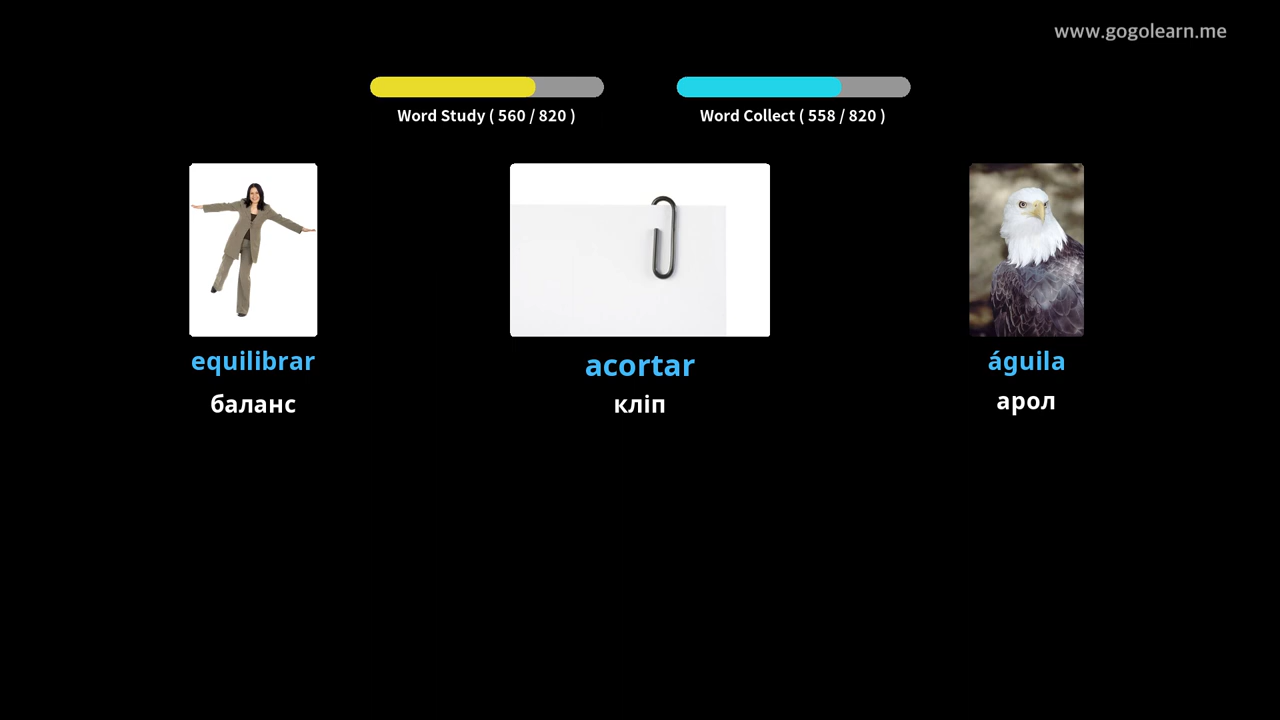 www.gogolearn.me
Word Study ( 560 / 820 )
Word Collect ( 558 / 820 )
equilibrar
баланс
acortar
кліп
águila
арол